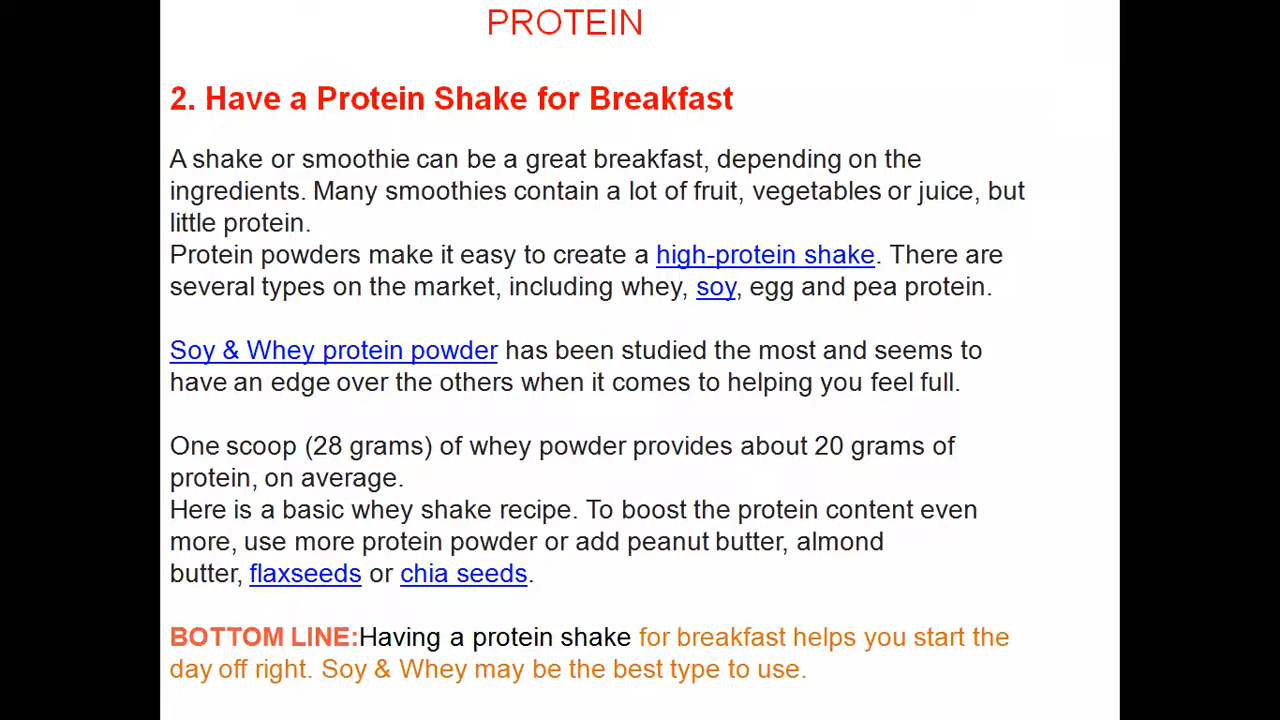 PROTEIN
2. Have a Protein Shake for Breakfast
A shake or smoothie can be a great breakfast, depending on the
ingredients. Many smoothies contain a lot of fruit, vegetables or juice, but
little protein.
Protein powders make it easy to create a high-protein shake. There are
several types on the market, including whey, soy, egg and pea protein.
Soy & Whey protein powder has been studied the most and seems to
have an edge over the others when it comes to helping you feel full.
One scoop (28 grams) of whey powder provides about 20 grams of
protein, on average.
Here is a basic whey shake recipe. To boost the protein content even
more, use more protein powder or add peanut butter, almond
butter, flaxseeds or chia seeds.
BOTTOM LINE:Having a protein shake for breakfast helps you start the
day off right. Soy & Whey may be the best type to use.